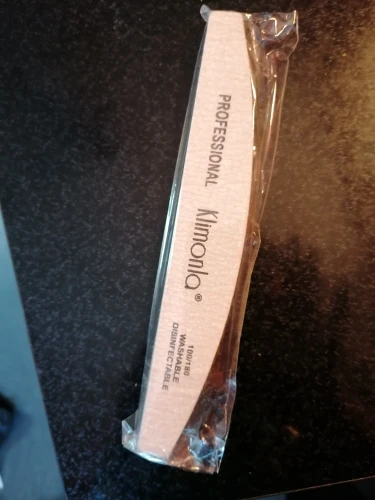 PROFESSIONAL
Klimonla®
100/180
WASHABLE
DISINFECTABLE